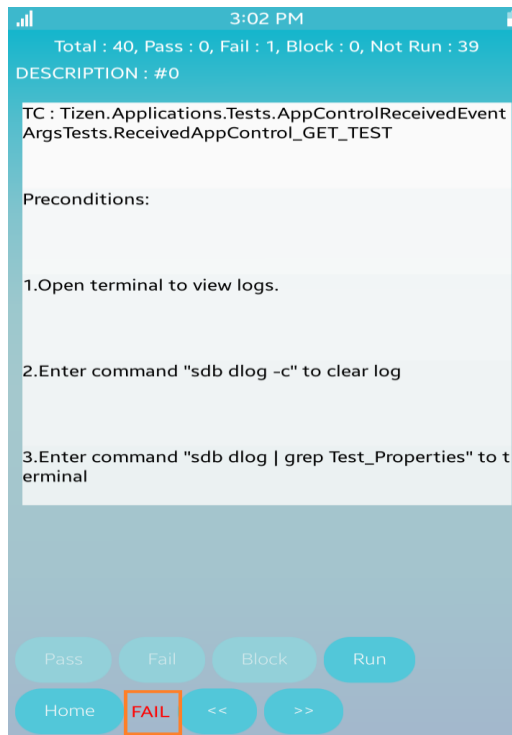 3:02 PM
Total : 40, Pass : 0, Fail : 1, Block : 0, Not Run : 39
DESCRIPTION : #0
TC : Tizen.Applications.Tests.AppControlReceivedEvent
ArgsTests.ReceivedAppControl_GET_TEST
Preconditions:
1.Open terminal to view logs.
2.Enter command "sdb dlog -c" to clear log
3.Enter command "sdb dlog | grep Test_Properties" to t
erminal
Pass Fail Block Run
Home FAIL << >>